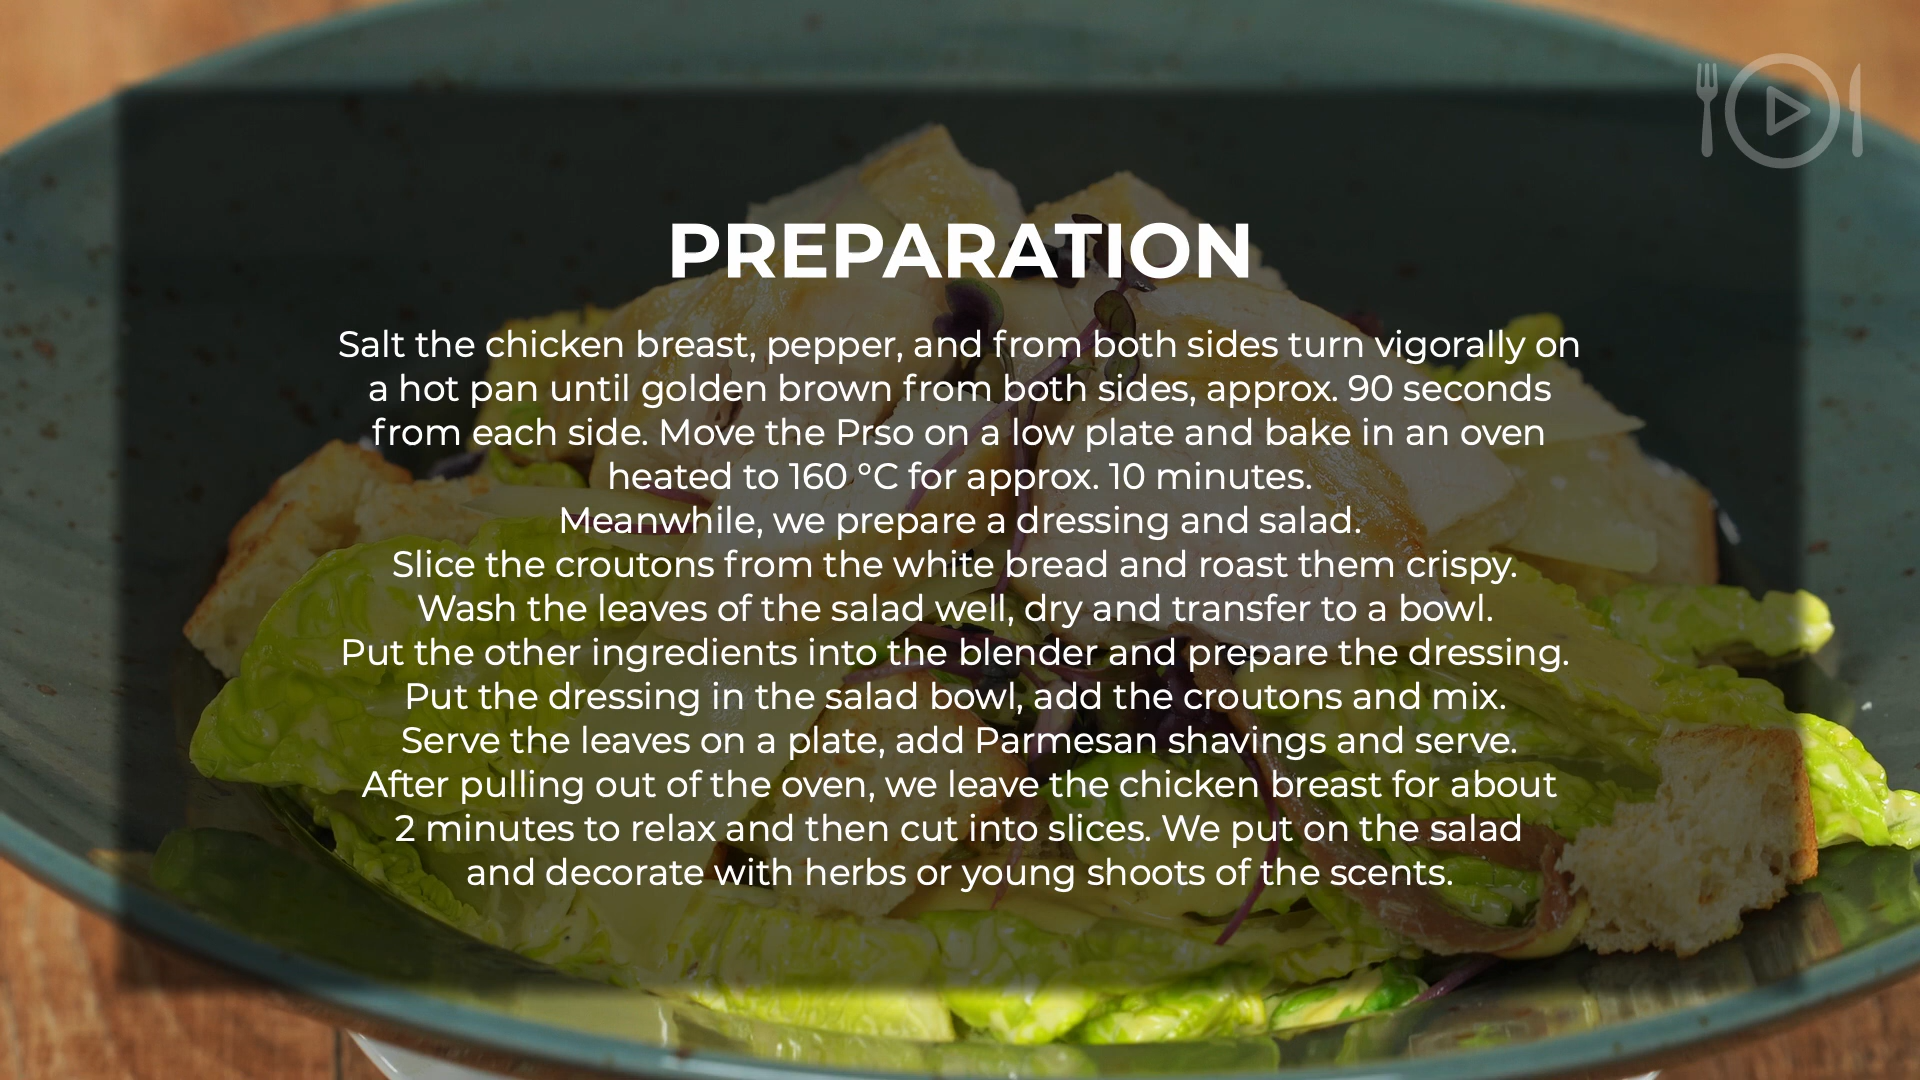 PREPARATION
Salt the chicken breast, pepper, and from both sides turn vigorally on
a hot pan until golden brown from both sides, approx. 90 seconds
from each side. Move the Prso on a low plate and bake in an oven
heated to 160 °C for approx. 10 minutes.
Meanwhile, we prepare a dressing and salad.
Slice the croutons from the white bread and roast them crispy.
Wash the leaves of the salad well, dry and transfer to a bowl.
Put the other ingredients into the blender and prepare the dressing.
Put the dressing in the salad bowl, add the croutons and mix.
Serve the leaves on a plate, add Parmesan shavings and serve.
After pulling out of the oven, we leave the chicken breast for about
2 minutes to relax and then cut into slices. We put on the salad
and decorate with herbs or young shoots of the scents.